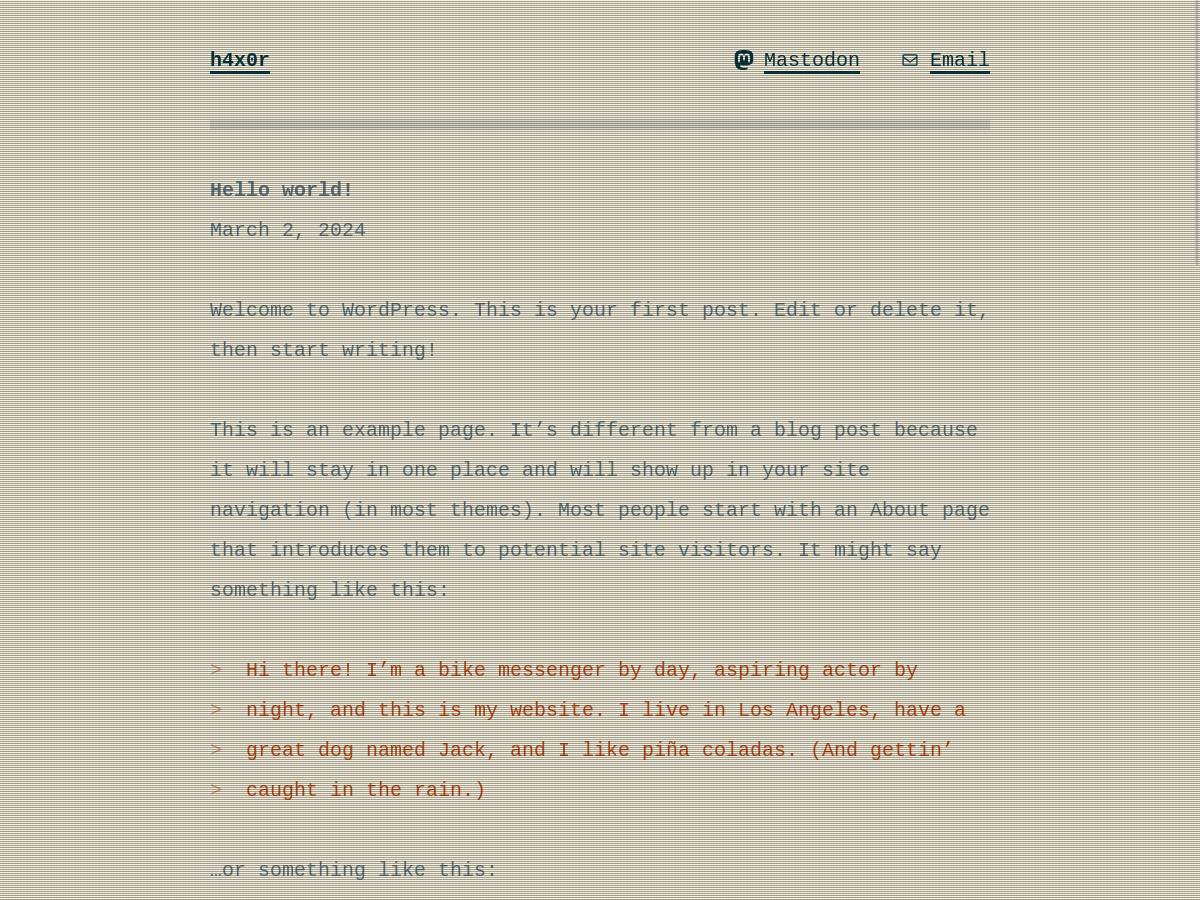 h4x0r
Mastodon
Email
Hello world!
March 2, 2024
Welcome to WordPress. This is your first post. Edit or delete it,
then start writing!
This is an example page. It’s different from a blog post because
it will stay in one place and will show up in your site
navigation (in most themes). Most people start with an About page
that introduces them to potential site visitors. It might say
something like this:
> Hi there! I’m a bike messenger by day, aspiring actor by
> night, and this is my website. I live in Los Angeles, have a
> great dog named Jack, and I like piña coladas. (And gettin’
> caught in the rain.)
…or something like this: